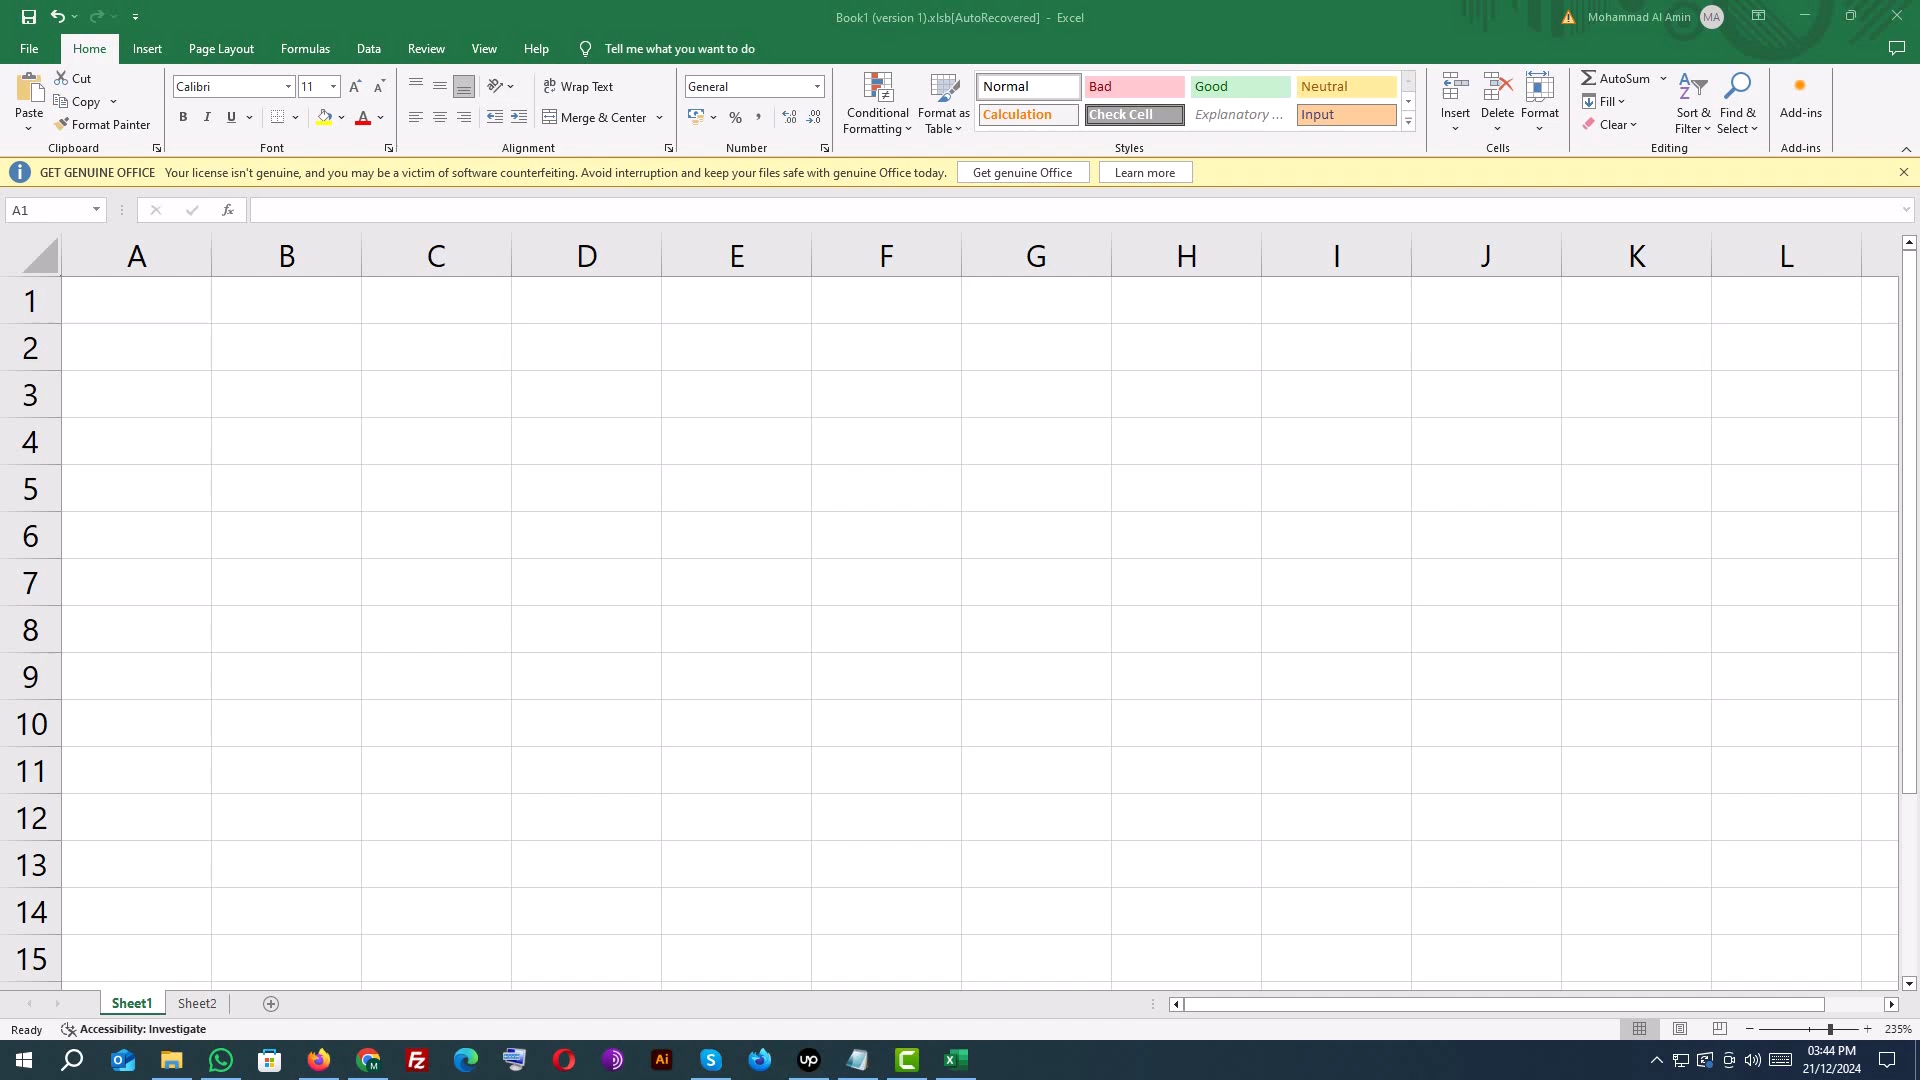 Book1 (version 1).xlsb[AutoRecovered] - Excel
Mohammad Al Amin
MA
File Home Insert Page Layout Formulas Data Review View Help Tell me what you want to do
Paste
Cut
Copy
Format Painter
Clipboard
Calibri
11
B I U
Font
Wrap Text
Merge & Center
Alignment
General
Number
Conditional Formatting
Format as Table
Normal Bad Good Neutral
Calculation Check Cell Explanatory ... Input
Styles
Insert Delete Format
Cells
AutoSum
Fill
Clear
Sort & Filter
Find & Select
Editing
Add-ins
Add-ins
GET GENUINE OFFICE Your license isn't genuine, and you may be a victim of software counterfeiting. Avoid interruption and keep your files safe with genuine Office today. Get genuine Office Learn more
A1
fx
A B C D E F G H I J K L
1
2
3
4
5
6
7
8
9
10
11
12
13
14
15
Sheet1 Sheet2
Ready Accessibility: Investigate 235%
03:44 PM
21/12/2024